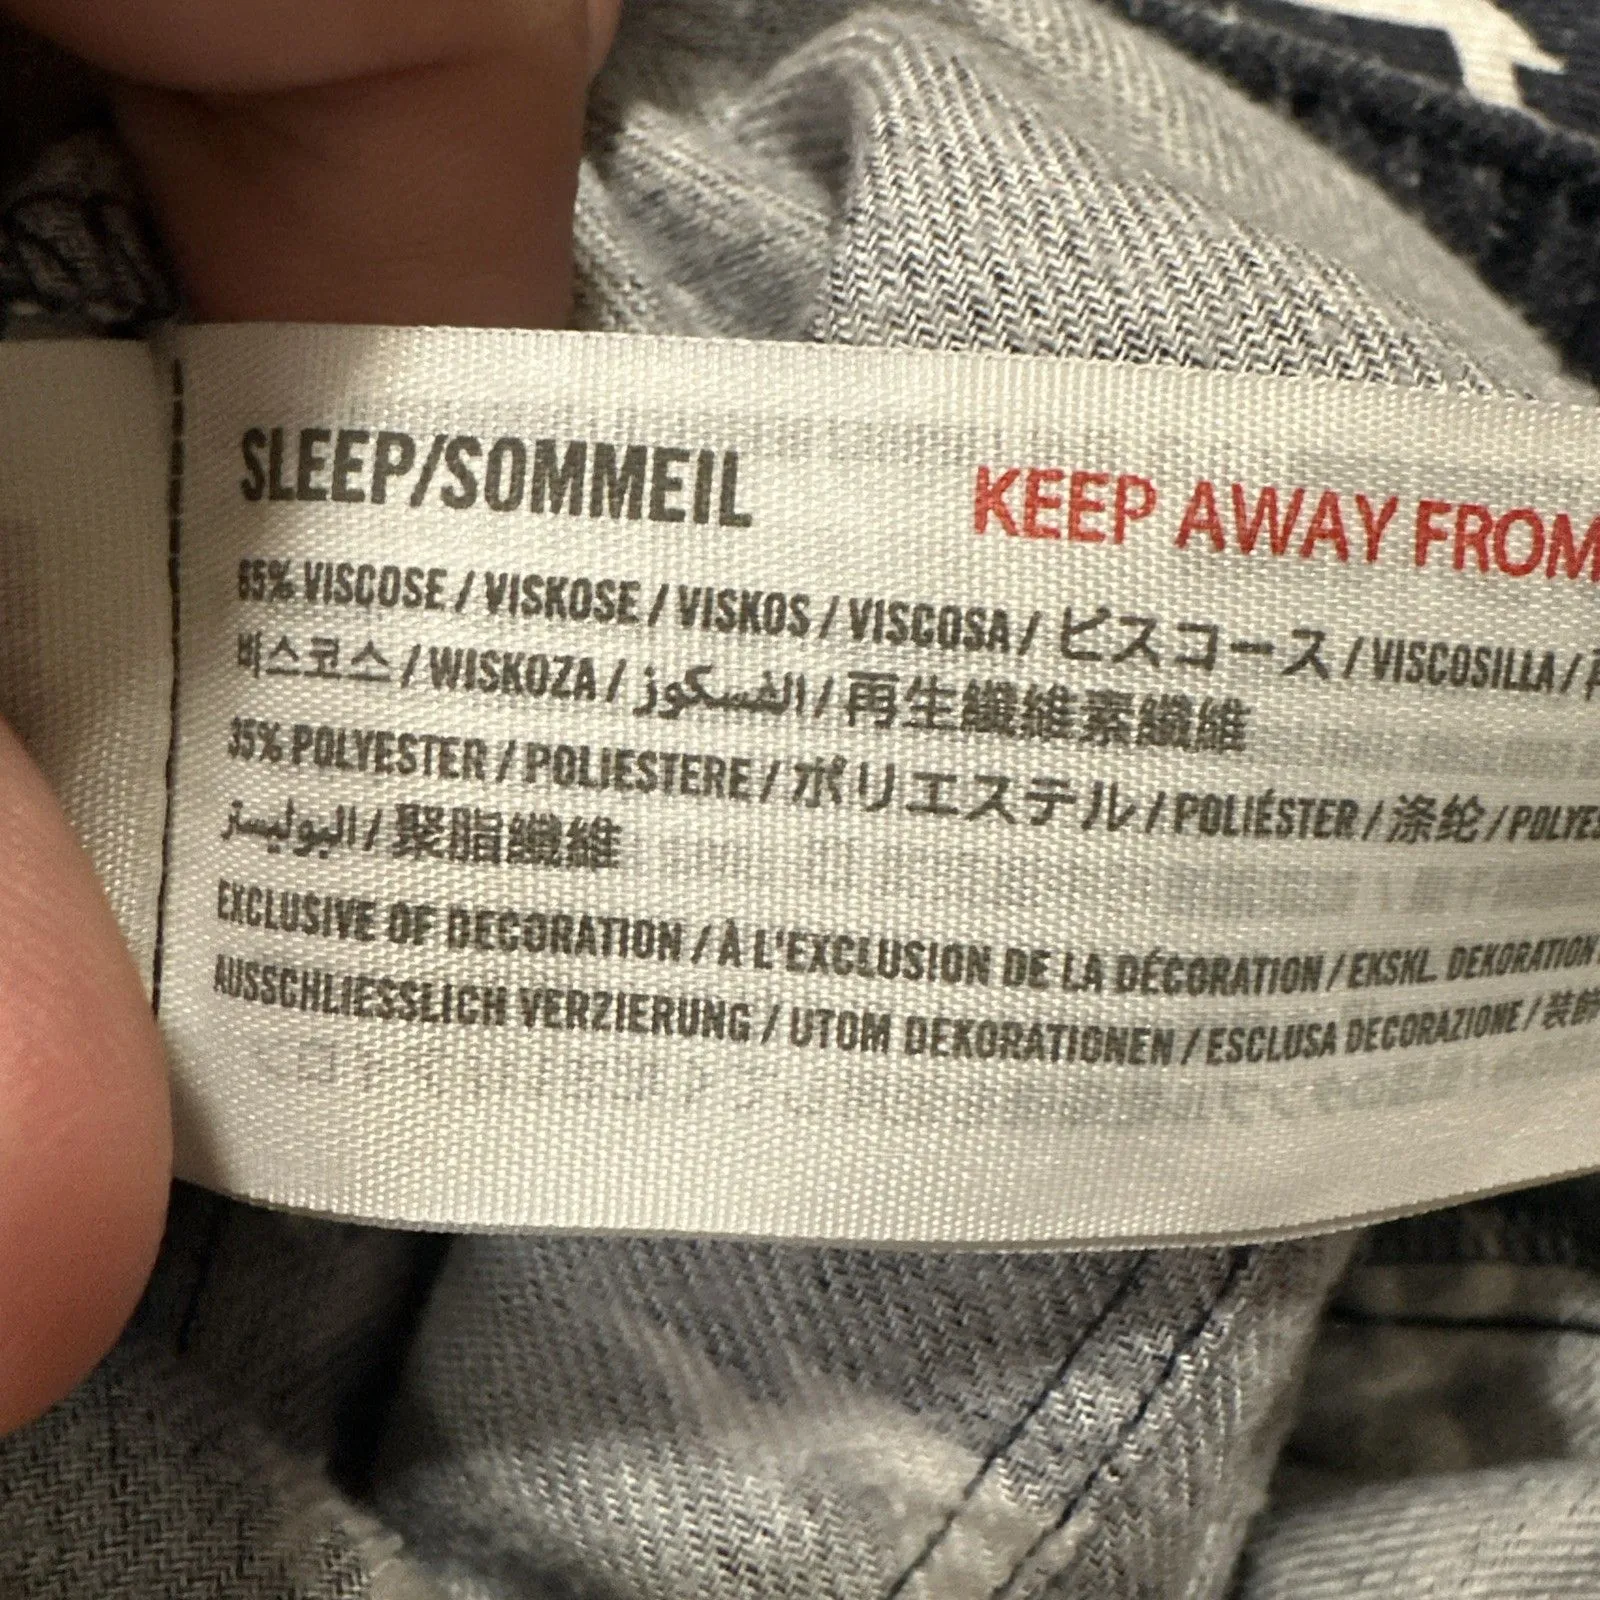 SLEEP/SOMMEIL
KEEP AWAY FROM
65% VISCOSE / VISKOSE / VISKOS / VISCOSA / ビスコース / VISCOSILLA /
비스코스 / WISKOZA / الفسكوز / 再生纖維素纖維
35% POLYESTER / POLIESTERE / ポリエステル / POLIÉSTER / 涤纶 / POLYES
البوليستر / 聚脂纖維
EXCLUSIVE OF DECORATION / À L'EXCLUSION DE LA DÉCORATION / EKSKL. DEKORATION
AUSSCHLIESSLICH VERZIERUNG / UTOM DEKORATIONEN / ESCLUSA DECORAZIONE / 装飾